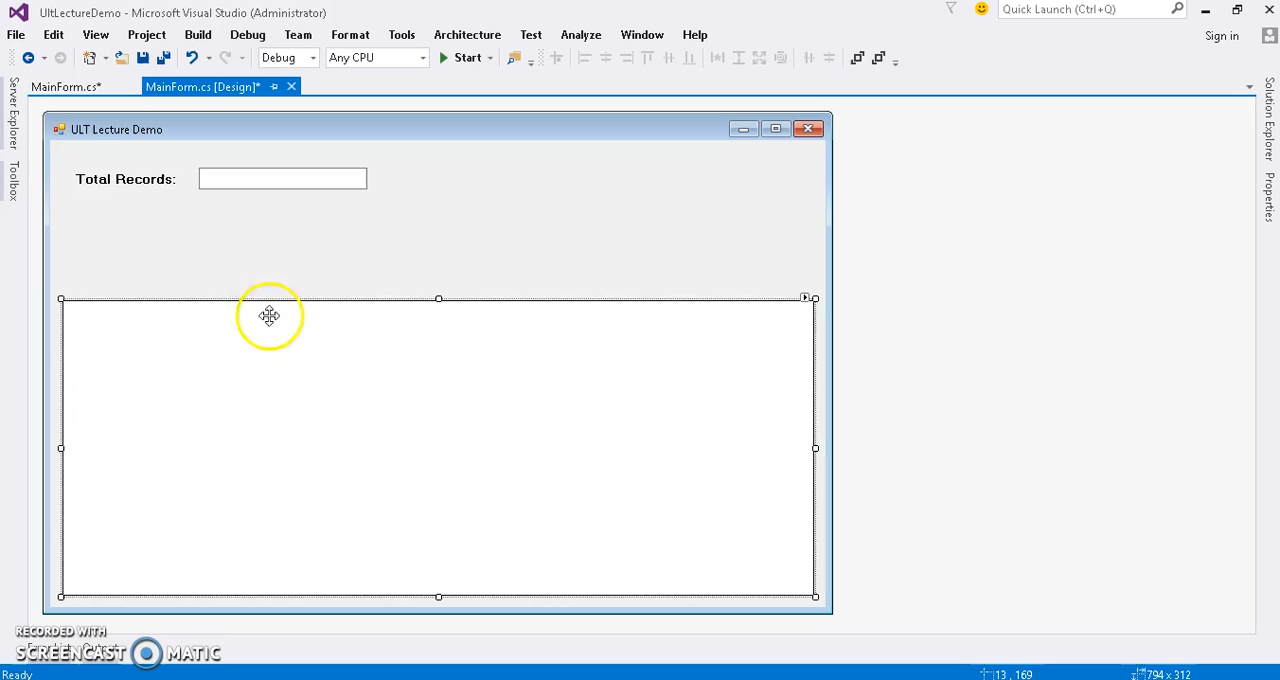 UltLectureDemo - Microsoft Visual Studio (Administrator)
Quick Launch (Ctrl+Q)
File Edit View Project Build Debug Team Format Tools Architecture Test Analyze Window Help
Sign in
Debug Any CPU Start
MainForm.cs* MainForm.cs [Design]*
Server Explorer
Toolbox
Solution Explorer
Properties
ULT Lecture Demo
Total Records:
RECORDED WITH
SCREENCAST MATIC
Ready 13 , 169 794 x 312